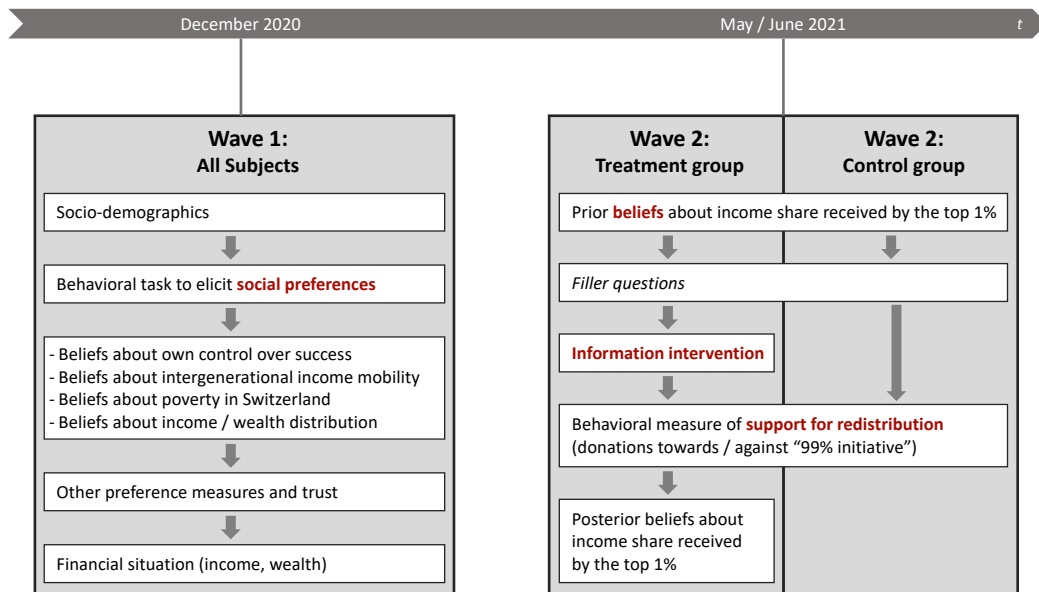 December 2020
May / June 2021
t
Wave 1:
All Subjects
Socio-demographics
Behavioral task to elicit social preferences
- Beliefs about own control over success
- Beliefs about intergenerational income mobility
- Beliefs about poverty in Switzerland
- Beliefs about income / wealth distribution
Other preference measures and trust
Financial situation (income, wealth)
Wave 2:
Treatment group
Wave 2:
Control group
Prior beliefs about income share received by the top 1%
Filler questions
Information intervention
Behavioral measure of support for redistribution
(donations towards / against “99% initiative”)
Posterior beliefs about
income share received
by the top 1%